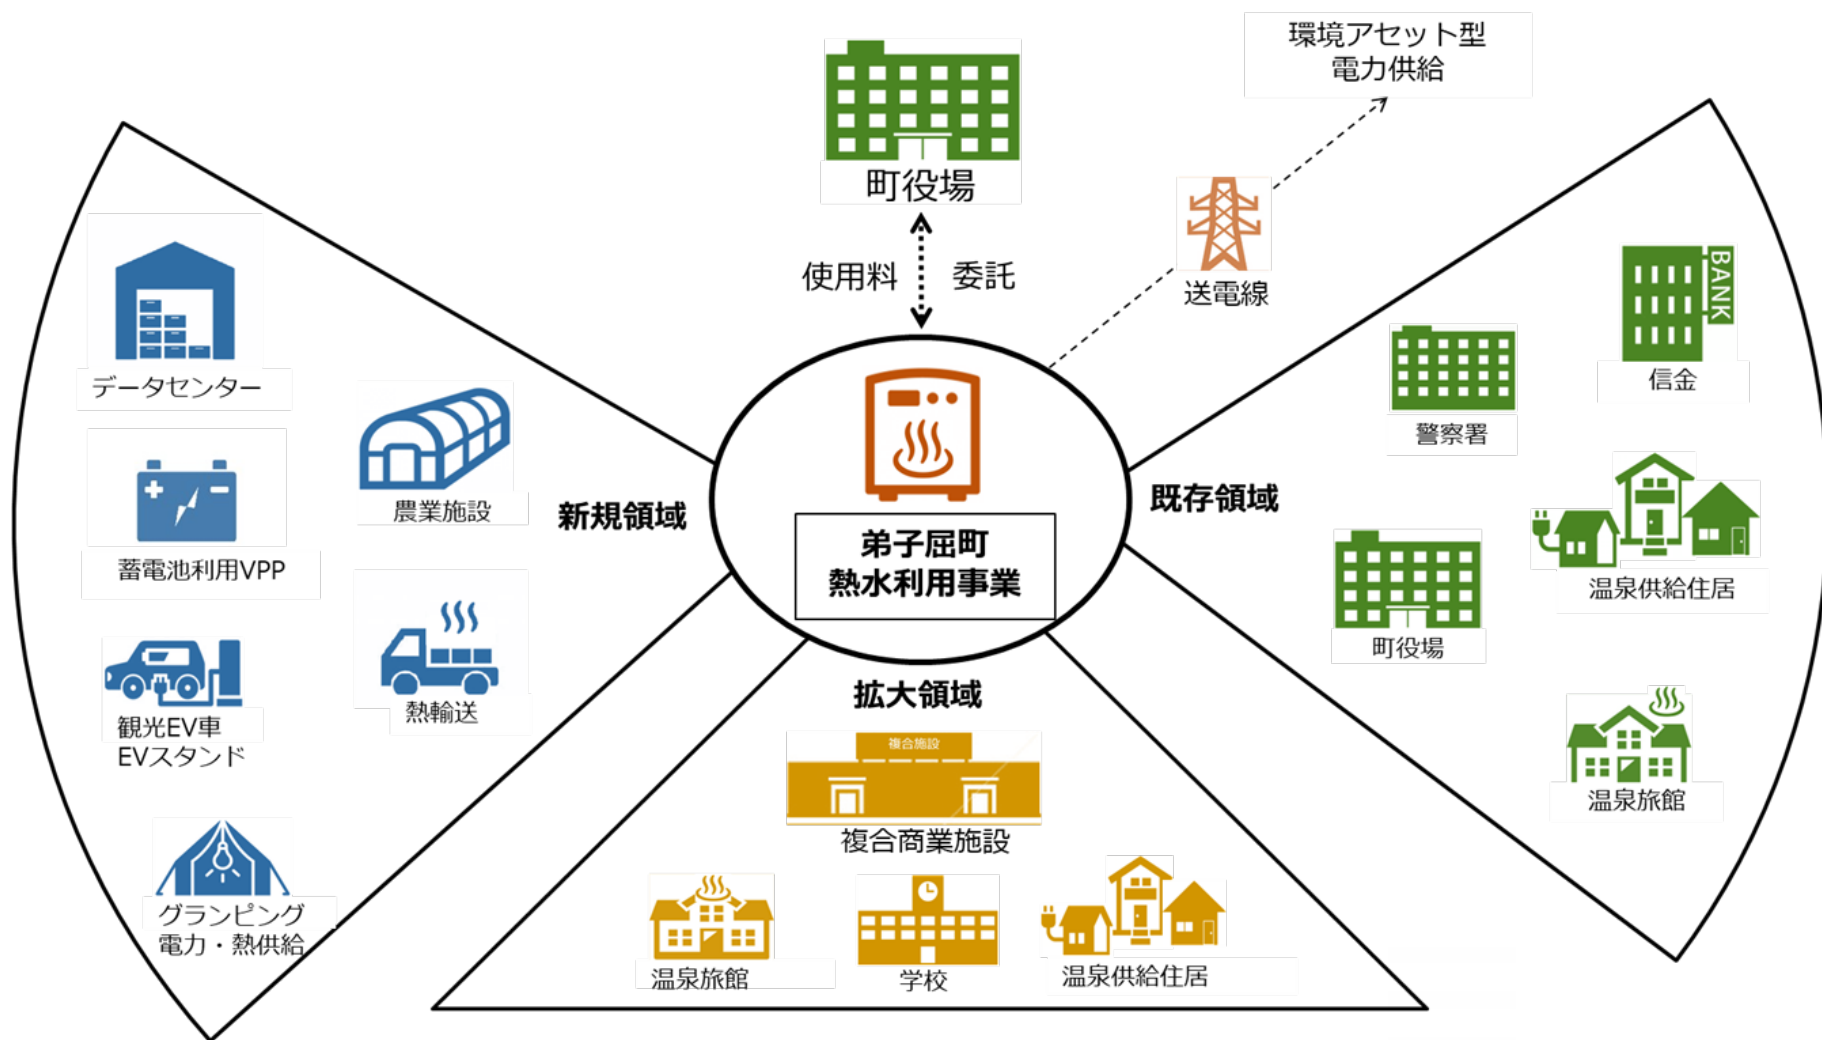 環境アセット型
電力供給
町役場
使用料
委託
送電線
データセンター
農業施設
蓄電池利用VPP
新規領域
熱輸送
観光EV車
EVスタンド
グランピング
電力・熱供給
弟子屈町
熱水利用事業
既存領域
BANK
信金
警察署
温泉供給住居
町役場
温泉旅館
拡大領域
複合施設
複合商業施設
温泉旅館
学校
温泉供給住居